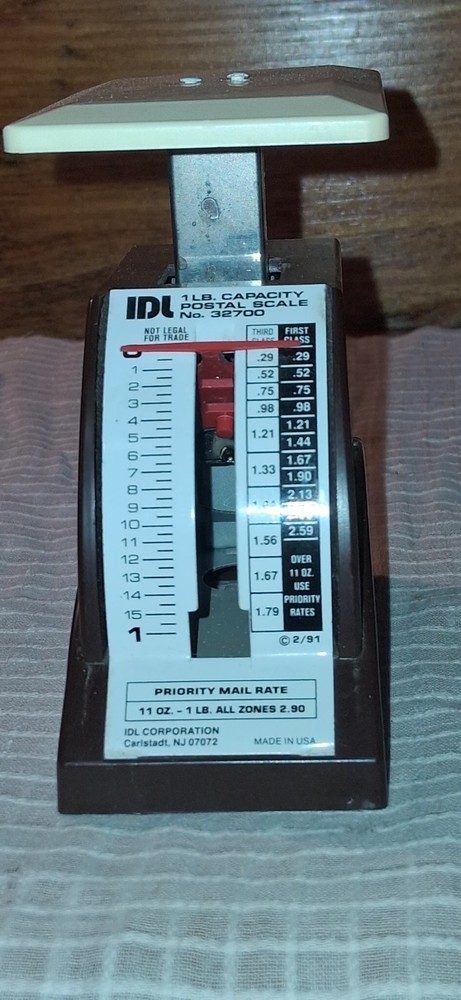 IDL 1 LB. CAPACITY
POSTAL SCALE
No. 32700
NOT LEGAL
FOR TRADE
THIRD FIRST
CLASS
0 .29 .29
1 .52 .52
2 .75 .75
3 .98 .98
4 1.21 1.21
5 1.44
6 1.33 1.67
7 1.90
8 2.13
9
10 1.56 2.59
11 OVER
12 1.67 11 OZ.
13 USE
14 PRIORITY
15 1.79 RATES
1
© 2/91
PRIORITY MAIL RATE
11 OZ. - 1 LB. ALL ZONES 2.90
IDL CORPORATION
Carlstadt, NJ 07072 MADE IN USA